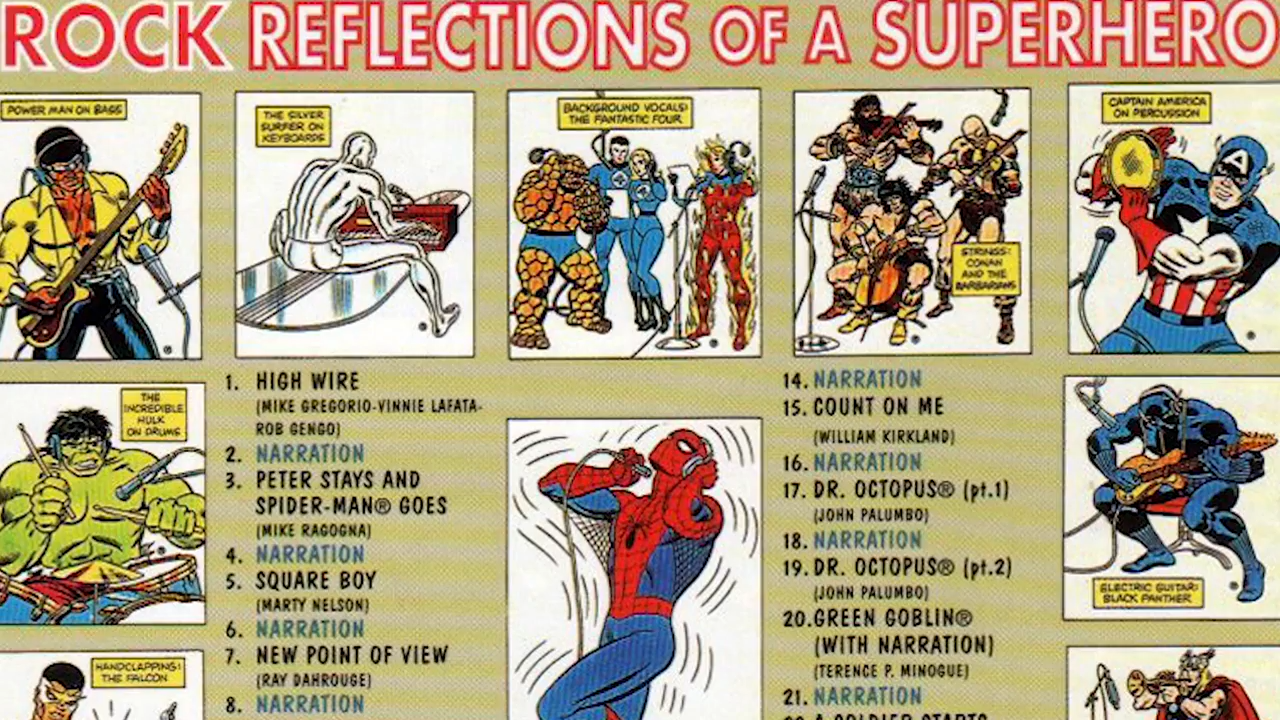 ROCK REFLECTIONS OF A SUPERHERO
POWER MAN ON BASS
THE SILVER
SURFER ON
KEYBOARDS
BACKGROUND VOCALS:
THE FANTASTIC FOUR
STRINGS:
CONAN
AND THE
BARBARIANS
CAPTAIN AMERICA
ON PERCUSSION
THE
INCREDIBLE
HULK
ON DRUMS
HANDCLAPPING:
THE FALCON
1. HIGH WIRE
(MIKE GREGORIO-VINNIE LAFATA-
ROB GENGO)
2. NARRATION
3. PETER STAYS AND
SPIDER-MAN® GOES
(MIKE RAGOGNA)
4. NARRATION
5. SQUARE BOY
(MARTY NELSON)
6. NARRATION
7. NEW POINT OF VIEW
(RAY DAHROUGE)
8. NARRATION
14. NARRATION
15. COUNT ON ME
(WILLIAM KIRKLAND)
16. NARRATION
17. DR. OCTOPUS® (pt.1)
(JOHN PALUMBO)
18. NARRATION
19. DR. OCTOPUS® (pt.2)
(JOHN PALUMBO)
20. GREEN GOBLIN®
(WITH NARRATION)
(TERENCE P. MINOGUE)
21. NARRATION
22. A SOLDIER STARTS
ELECTRIC GUITAR:
BLACK PANTHER